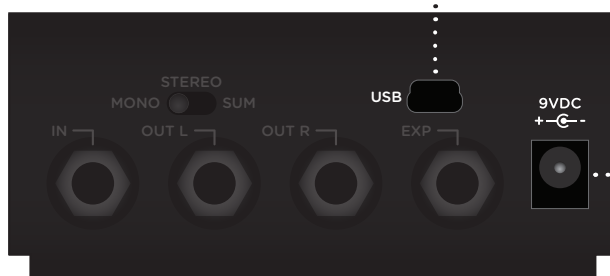 STEREO
MONO SUM
USB
9VDC
+ -
IN OUT L OUT R EXP